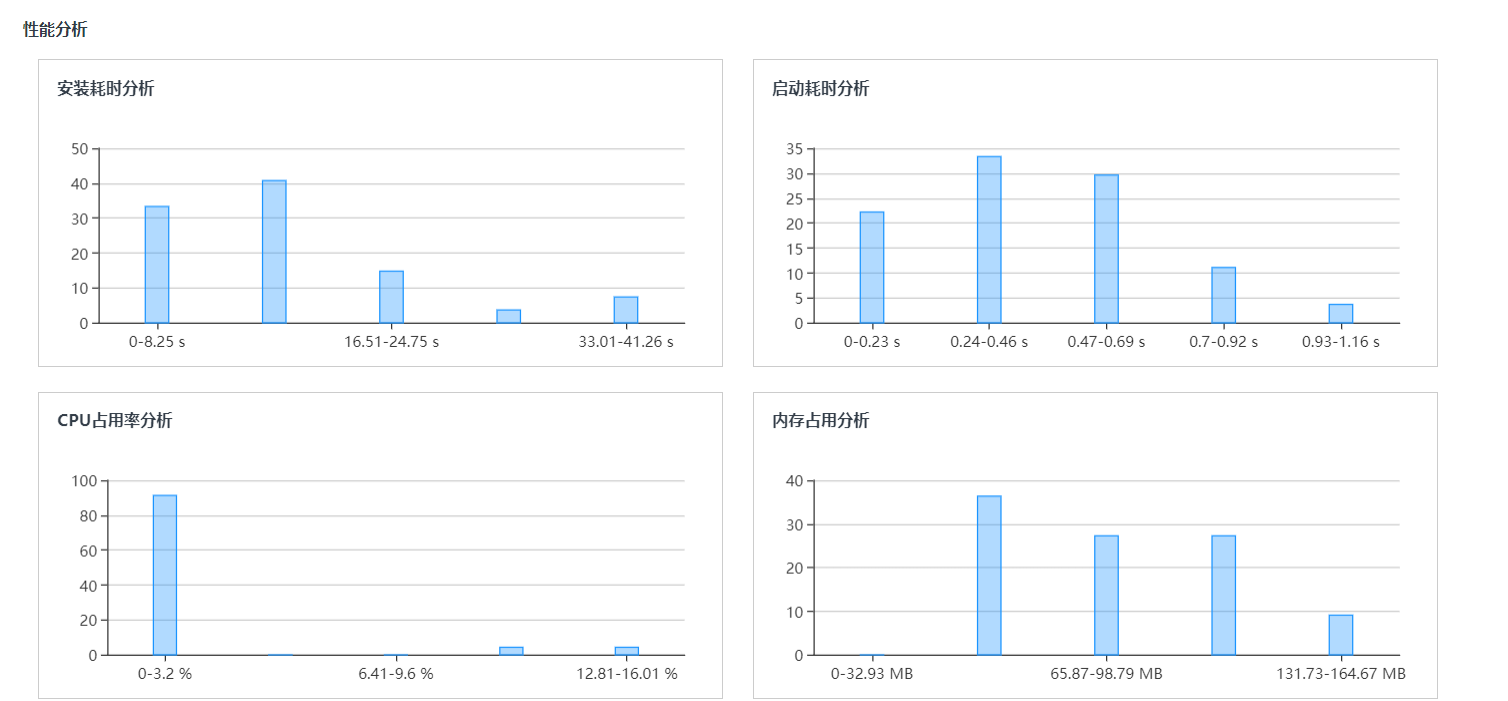 性能分析
安装耗时分析
50
40
30
20
10
0
0-8.25 s
16.51-24.75 s
33.01-41.26 s
启动耗时分析
35
30
25
20
15
10
5
0
0-0.23 s
0.24-0.46 s
0.47-0.69 s
0.7-0.92 s
0.93-1.16 s
CPU占用率分析
100
80
60
40
20
0
0-3.2 %
6.41-9.6 %
12.81-16.01 %
内存占用分析
40
30
20
10
0
0-32.93 MB
65.87-98.79 MB
131.73-164.67 MB